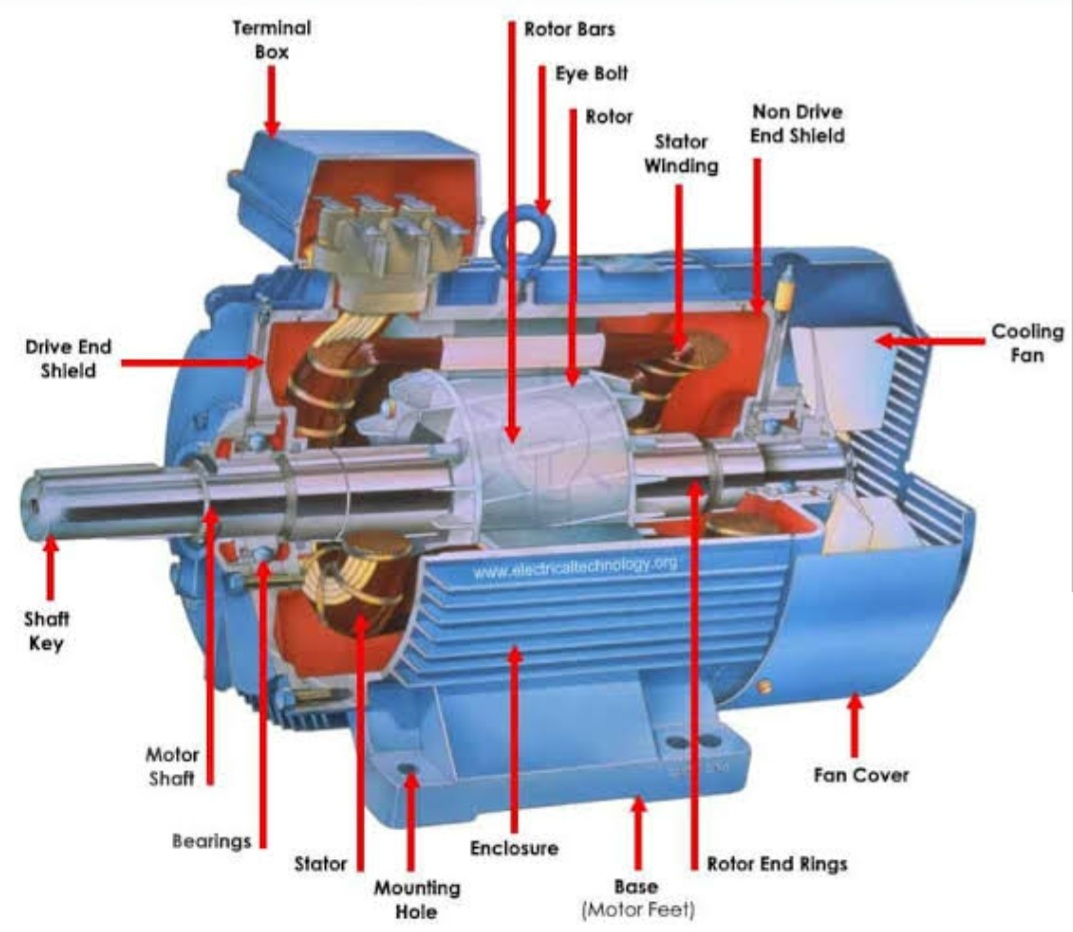 Terminal
Box
Rotor Bars
Eye Bolt
Rotor
Stator
Winding
Non Drive
End Shield
Drive End
Shield
Cooling
Fan
www.electricaltechnology.org
Shaft
Key
Motor
Shaft
Bearings
Stator
Mounting
Hole
Enclosure
Base
(Motor Feet)
Rotor End Rings
Fan Cover